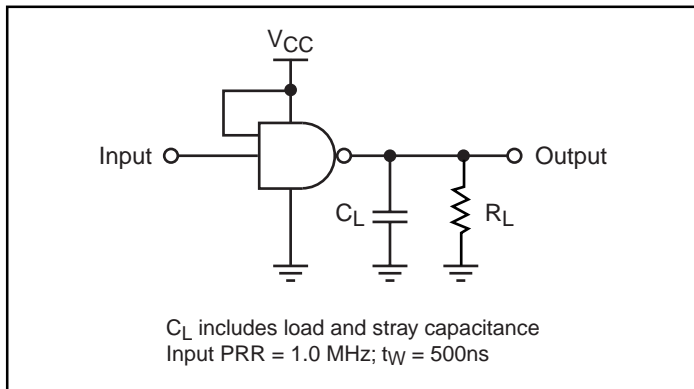 VCC
Input
Output
CL
RL
CL includes load and stray capacitance
Input PRR = 1.0 MHz; tW = 500ns